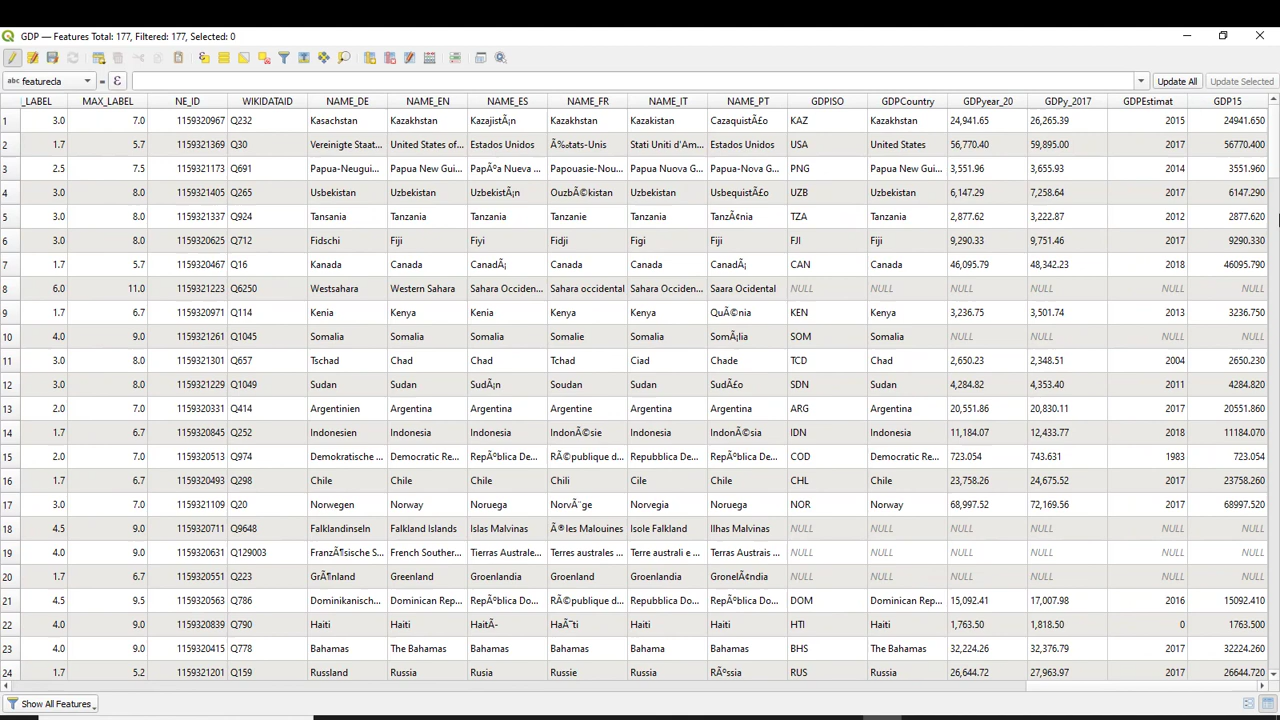 GDP — Features Total: 177, Filtered: 177, Selected: 0
abc featurecla = ε Update All Update Selected
_LABEL MAX_LABEL NE_ID WIKIDATAID NAME_DE NAME_EN NAME_ES NAME_FR NAME_IT NAME_PT GDPISO GDPCountry GDPyear_20 GDPy_2017 GDPEstimat GDP15
1 3.0 7.0 1159320967 Q232 Kasachstan Kazakhstan KazajistÃ¡n Kazakhstan Kazakistan CazaquistÃ£o KAZ Kazakhstan 24,941.65 26,265.39 2015 24941.650
2 1.7 5.7 1159321369 Q30 Vereinigte Staat... United States of... Estados Unidos Ã‰tats-Unis Stati Uniti d'Am... Estados Unidos USA United States 56,770.40 59,895.00 2017 56770.400
3 2.5 7.5 1159321173 Q691 Papua-Neugui... Papua New Gui... PapÃºa Nueva ... Papouasie-Nou... Papua Nuova G... Papua-Nova G... PNG Papua New Gui... 3,551.96 3,655.93 2014 3551.960
4 3.0 8.0 1159321405 Q265 Usbekistan Uzbekistan UzbekistÃ¡n OuzbÃ©kistan Uzbekistan UsbequistÃ£o UZB Uzbekistan 6,147.29 7,258.64 2017 6147.290
5 3.0 8.0 1159321337 Q924 Tansania Tanzania Tanzania Tanzanie Tanzania TanzÃ¢nia TZA Tanzania 2,877.62 3,222.87 2012 2877.620
6 3.0 8.0 1159320625 Q712 Fidschi Fiji Fiyi Fidji Figi Fiji FJI Fiji 9,290.33 9,751.46 2017 9290.330
7 1.7 5.7 1159320467 Q16 Kanada Canada CanadÃ¡ Canada Canada CanadÃ¡ CAN Canada 46,095.79 48,342.23 2018 46095.790
8 6.0 11.0 1159321223 Q6250 Westsahara Western Sahara Sahara Occiden... Sahara occidental Sahara Occiden... Saara Ocidental NULL NULL NULL NULL NULL NULL
9 1.7 6.7 1159320971 Q114 Kenia Kenya Kenia Kenya Kenya QuÃ©nia KEN Kenya 3,236.75 3,501.74 2013 3236.750
10 4.0 9.0 1159321261 Q1045 Somalia Somalia Somalia Somalie Somalia SomÃ¡lia SOM Somalia NULL NULL NULL NULL
11 3.0 8.0 1159321301 Q657 Tschad Chad Chad Tchad Ciad Chade TCD Chad 2,650.23 2,348.51 2004 2650.230
12 3.0 8.0 1159321229 Q1049 Sudan Sudan SudÃ¡n Soudan Sudan SudÃ£o SDN Sudan 4,284.82 4,353.40 2011 4284.820
13 2.0 7.0 1159320331 Q414 Argentinien Argentina Argentina Argentine Argentina Argentina ARG Argentina 20,551.86 20,830.11 2017 20551.860
14 1.7 6.7 1159320845 Q252 Indonesien Indonesia Indonesia IndonÃ©sie Indonesia IndonÃ©sia IDN Indonesia 11,184.07 12,433.77 2018 11184.070
15 2.0 7.0 1159320513 Q974 Demokratische ... Democratic Re... RepÃºblica De... RÃ©publique d... Repubblica De... RepÃºblica De... COD Democratic Re... 723.054 743.631 1983 723.054
16 1.7 6.7 1159320493 Q298 Chile Chile Chile Chili Cile Chile CHL Chile 23,758.26 24,675.52 2017 23758.260
17 3.0 7.0 1159321109 Q20 Norwegen Norway Noruega NorvÃ¨ge Norvegia Noruega NOR Norway 68,997.52 72,169.56 2017 68997.520
18 4.5 9.0 1159320711 Q9648 Falklandinseln Falkland Islands Islas Malvinas Ã®les Malouines Isole Falkland Ilhas Malvinas NULL NULL NULL NULL NULL NULL
19 4.0 9.0 1159320631 Q129003 FranzÃ¶sische S... French Souther... Tierras Australe... Terres australes ... Terre australi e ... Terras Austrais ... NULL NULL NULL NULL NULL NULL
20 1.7 6.7 1159320551 Q223 GrÃ¶nland Greenland Groenlandia Groenland Groenlandia GronelÃ¢ndia NULL NULL NULL NULL NULL NULL
21 4.5 9.5 1159320563 Q786 Dominikanisch... Dominican Rep... RepÃºblica Do... RÃ©publique d... Repubblica Do... RepÃºblica Do... DOM Dominican Rep... 15,092.41 17,007.98 2016 15092.410
22 4.0 9.0 1159320839 Q790 Haiti Haiti HaitÃ- HaÃ¯ti Haiti Haiti HTI Haiti 1,763.50 1,818.50 0 1763.500
23 4.0 9.0 1159320415 Q778 Bahamas The Bahamas Bahamas Bahamas Bahama Bahamas BHS The Bahamas 32,224.26 32,376.79 2017 32224.260
24 1.7 5.2 1159321201 Q159 Russland Russia Rusia Russie Russia RÃºssia RUS Russia 26,644.72 27,963.97 2017 26644.720
Show All Features